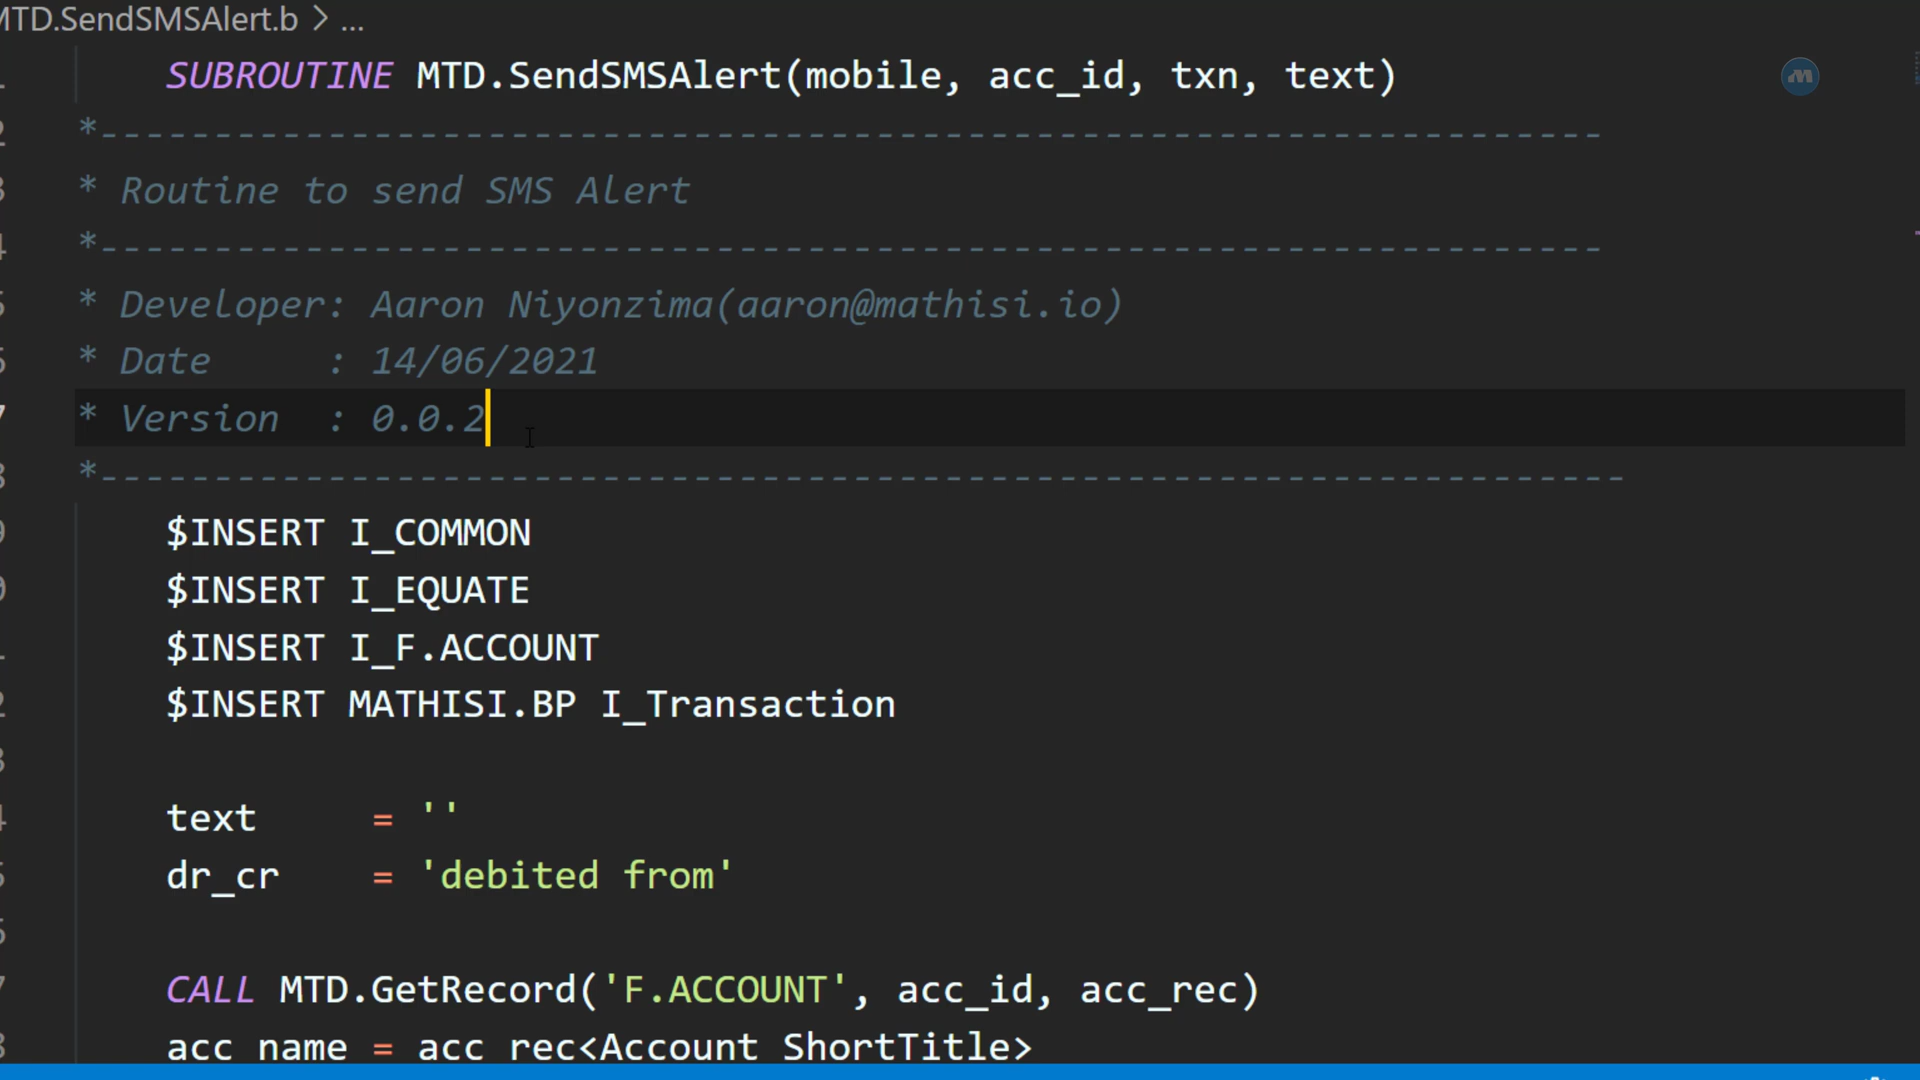 MTD.SendSMSAlert.b > ...
SUBROUTINE MTD.SendSMSAlert(mobile, acc_id, txn, text)
*------------------------------------------------------------------
* Routine to send SMS Alert
*------------------------------------------------------------------
* Developer: Aaron Niyonzima(aaron@mathisi.io)
* Date     : 14/06/2021
* Version  : 0.0.2
*-------------------------------------------------------------------
$INSERT I_COMMON
$INSERT I_EQUATE
$INSERT I_F.ACCOUNT
$INSERT MATHISI.BP I_Transaction
text     = ''
dr_cr    = 'debited from'
CALL MTD.GetRecord('F.ACCOUNT', acc_id, acc_rec)
acc_name = acc_rec<Account_ShortTitle>